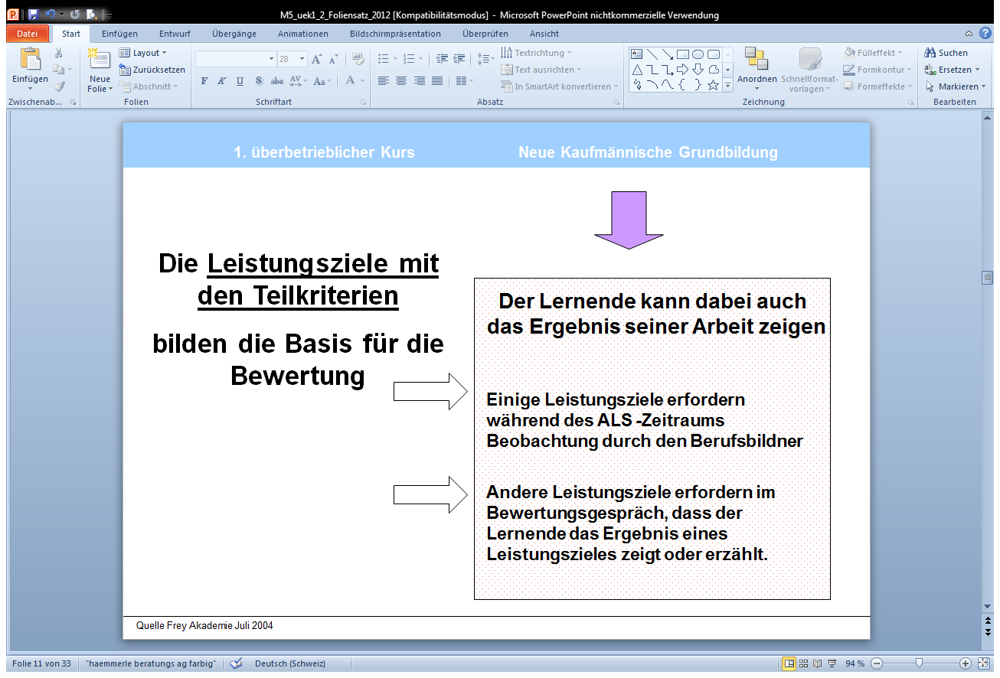 M5_uek1_2_Foliensatz_2012 [Kompatibilitätsmodus] - Microsoft PowerPoint nichtkommerzielle Verwendung
Datei Start Einfügen Entwurf Übergänge Animationen Bildschirmpräsentation Überprüfen Ansicht
Einfügen
Zwischenab...
Neue
Folie
Layout
Zurücksetzen
Abschnitt
Folien
28
F K U S abc AV Aa A
Schriftart
Textrichtung
Text ausrichten
In SmartArt konvertieren
Absatz
Anordnen
Schnellformat-
vorlagen
Fülleffekt
Formkontur
Formeffekte
Zeichnung
Suchen
Ersetzen
Markieren
Bearbeiten
1. überbetrieblicher Kurs
Neue Kaufmännische Grundbildung
Die Leistungsziele mit
den Teilkriterien
bilden die Basis für die
Bewertung
Der Lernende kann dabei auch
das Ergebnis seiner Arbeit zeigen
Einige Leistungsziele erfordern
während des ALS -Zeitraums
Beobachtung durch den Berufsbildner
Andere Leistungsziele erfordern im
Bewertungsgespräch, dass der
Lernende das Ergebnis eines
Leistungszieles zeigt oder erzählt.
Quelle Frey Akademie Juli 2004
Folie 11 von 33 "haemmerle beratungs ag farbig" Deutsch (Schweiz) 94 %